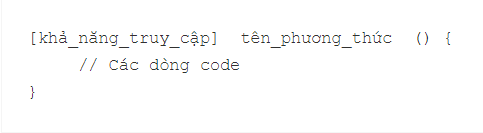 [khả_năng_truy_cập]  tên_phương_thức  () {
     // Các dòng code
}